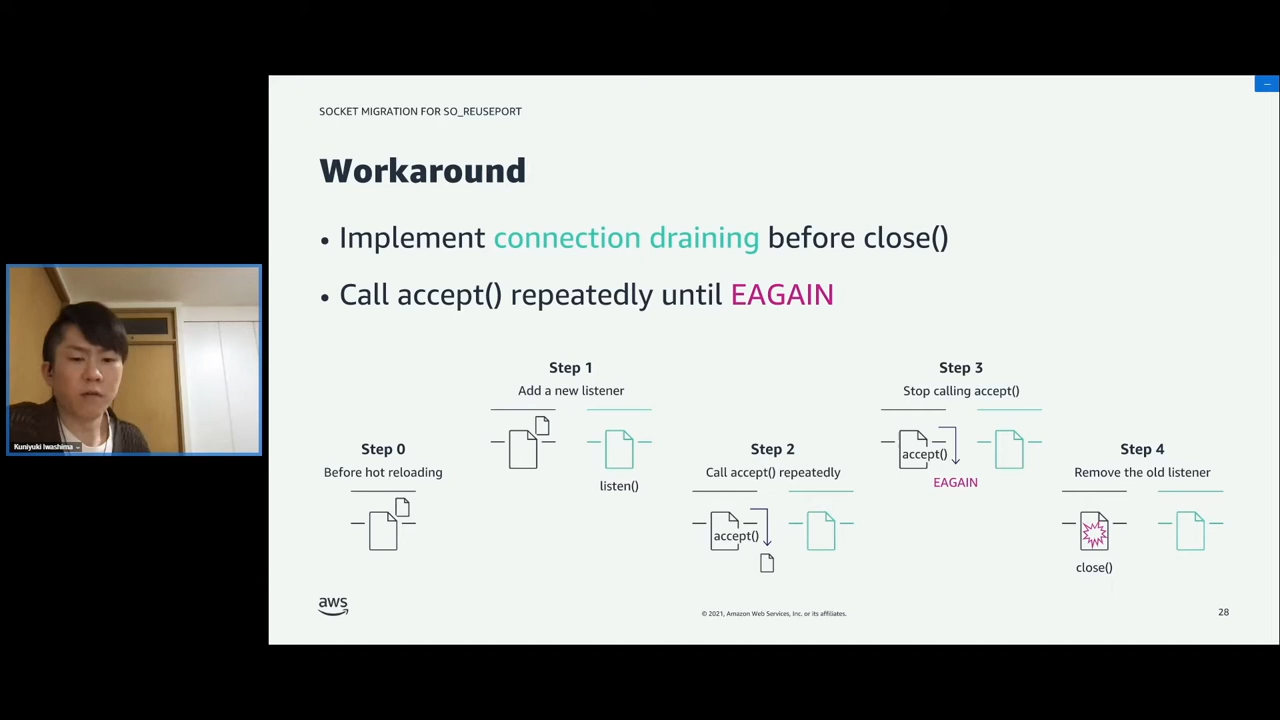 SOCKET MIGRATION FOR SO_REUSEPORT
Workaround
• Implement connection draining before close()
• Call accept() repeatedly until EAGAIN
Step 0
Before hot reloading
Step 1
Add a new listener
listen()
Step 2
Call accept() repeatedly
accept()
Step 3
Stop calling accept()
accept()
EAGAIN
Step 4
Remove the old listener
close()
Kuniyuki Iwashima
aws
© 2021, Amazon Web Services, Inc. or its affiliates.
28